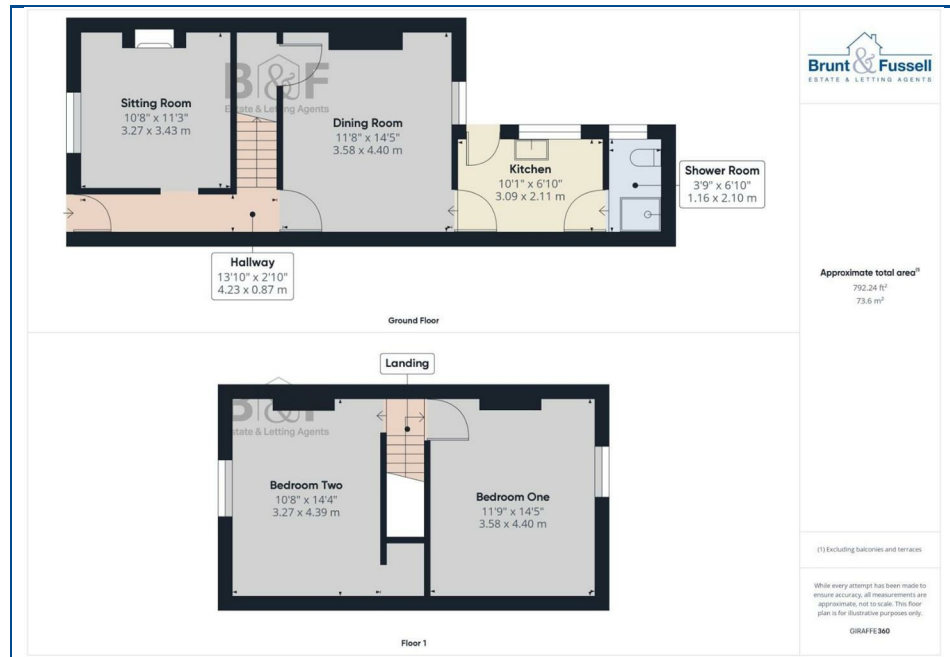 Sitting Room
10'8" x 11'3"
3.27 x 3.43 m
B&F
Estate & Letting Agents
Dining Room
11'8" x 14'5"
3.58 x 4.40 m
Kitchen
10'1" x 6'10"
3.09 x 2.11 m
Shower Room
3'9" x 6'10"
1.16 x 2.10 m
Hallway
13'10" x 2'10"
4.23 x 0.87 m
Ground Floor
Landing
B&F
Estate & Letting Agents
Bedroom Two
10'8" x 14'4"
3.27 x 4.39 m
Bedroom One
11'9" x 14'5"
3.58 x 4.40 m
Floor 1
Brunt & Fussell
ESTATE & LETTING AGENTS
Approximate total area⁽¹⁾
792.24 ft²
73.6 m²
(1) Excluding balconies and terraces
While every attempt has been made to
ensure accuracy, all measurements are
approximate, not to scale. This floor
plan is for illustrative purposes only.
GIRAFFE360